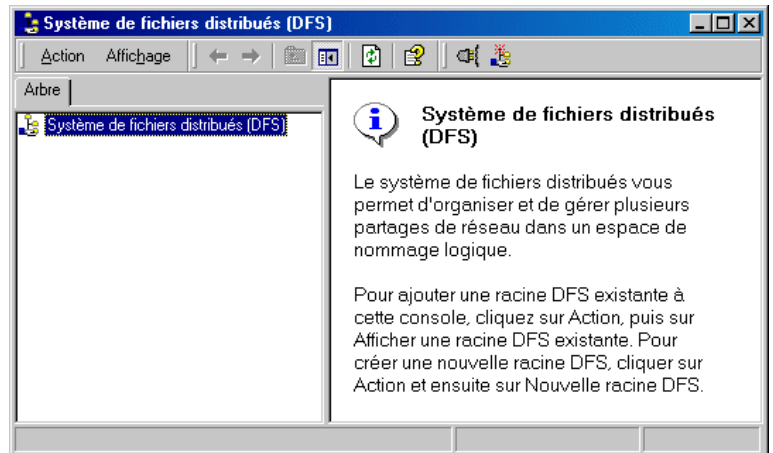 Système de fichiers distribués (DFS)
Action Affichage
Arbre
Système de fichiers distribués (DFS)
Système de fichiers distribués
(DFS)
Le système de fichiers distribués vous
permet d'organiser et de gérer plusieurs
partages de réseau dans un espace de
nommage logique.
Pour ajouter une racine DFS existante à
cette console, cliquez sur Action, puis sur
Afficher une racine DFS existante. Pour
créer une nouvelle racine DFS, cliquer sur
Action et ensuite sur Nouvelle racine DFS.